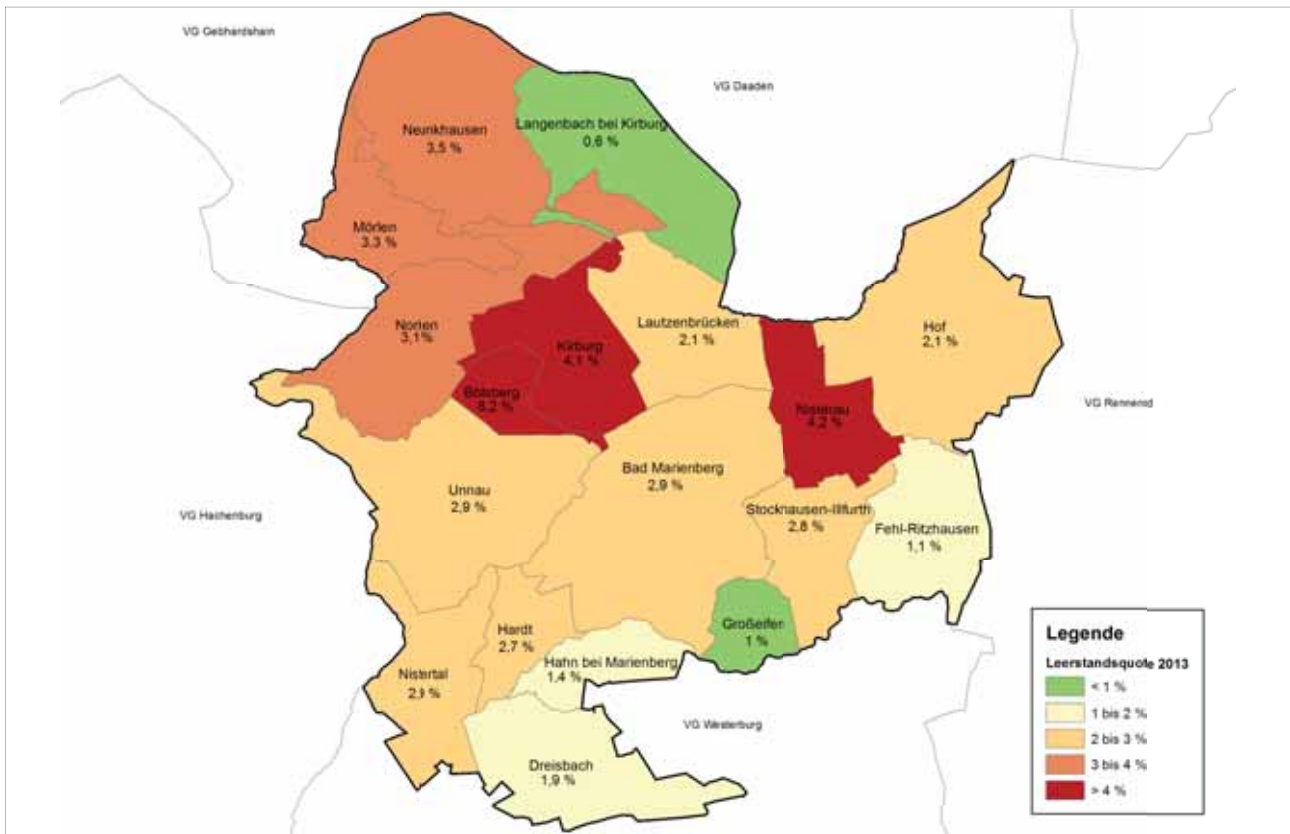 VG Gebhardshain
VG Daaden
Neunkhausen
3,5 %
Langenbach bei Kirburg
0,6 %
Mörlen
3,3 %
Norken
3,1%
Kirburg
4,1 %
Lautzenbrücken
2,1 %
Hof
2,1 %
Bölsberg
Nisterau
4,2 %
VG Rennerod
Unnau
2,9 %
Bad Marienberg
2,9 %
Stockhausen-Illfurth
2,8 %
Fehl-Ritzhausen
1,1 %
VG Hachenburg
Nistertal
2,9 %
Hardt
2,7 %
Hahn bei Marienberg
1,4 %
Großeifen
1 %
Dreisbach
1,9 %
VG Westerburg
Legende
Leerstandsquote 2013
< 1 %
1 bis 2 %
2 bis 3 %
3 bis 4 %
> 4 %